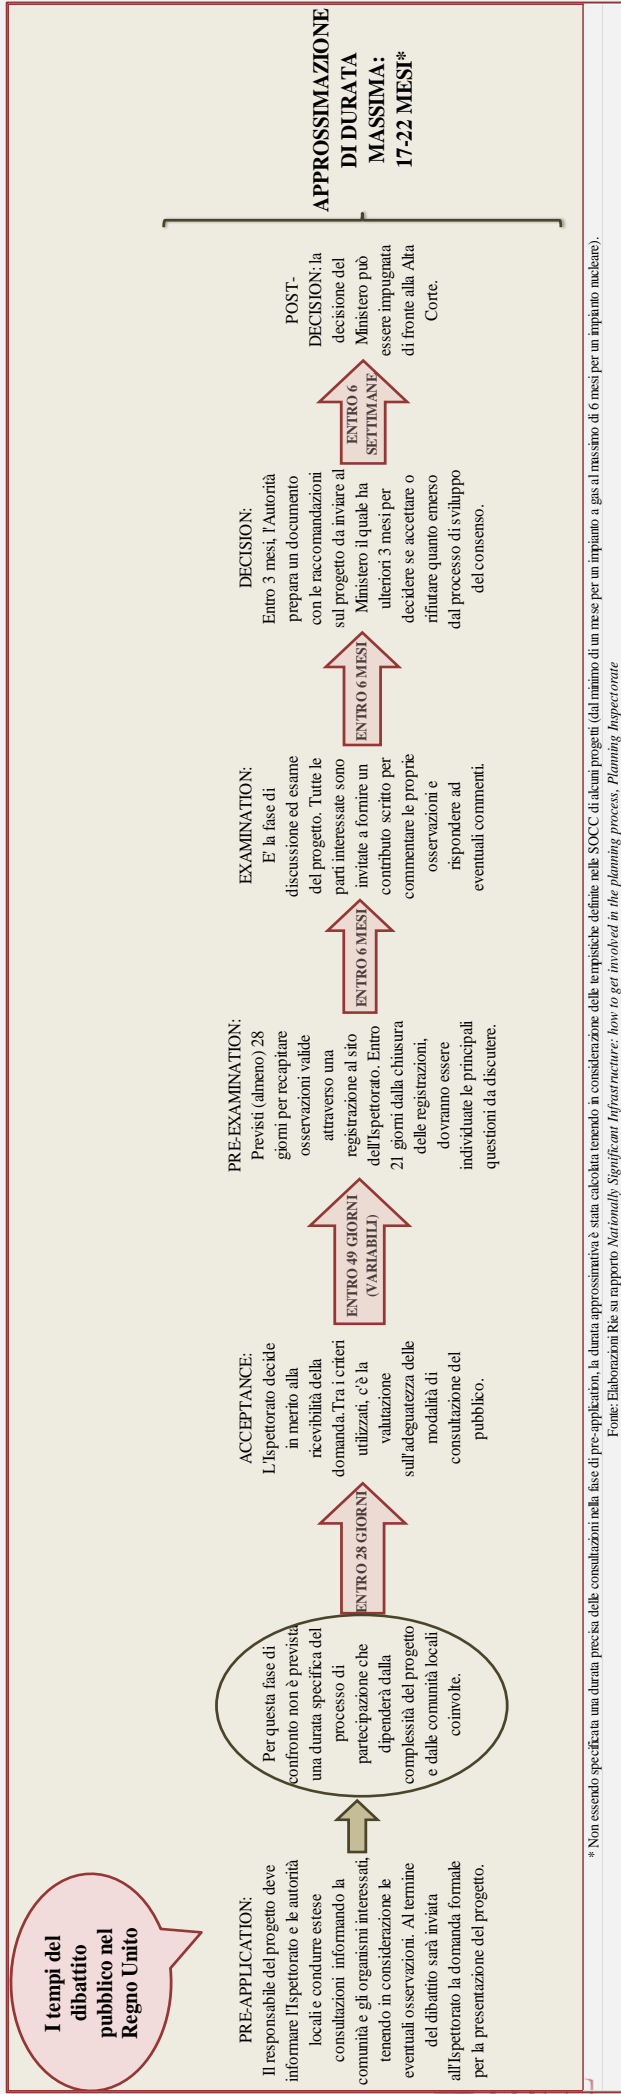 I tempi del
dibattito
pubblico nel
Regno Unito
PRE-APPLICATION:
Il responsabile del progetto deve
informare l'Ispettorato e le autorità
locali e condurre estese
consultazioni informando la
comunità e gli organismi interessati,
tenendo in considerazione le
eventuali osservazioni. Al termine
del dibattito sarà inviata
all'Ispettorato la domanda formale
per la presentazione del progetto.
Per questa fase di
confronto non è prevista
una durata specifica del
processo di
partecipazione che
dipenderà dalla
complessità del progetto
e dalle comunità locali
coinvolte.
ENTRO 28 GIORNI
ACCEPTANCE:
L'Ispettorato decide
in merito alla
ricevibilità della
domanda.Tra i criteri
utilizzati, c'è la
valutazione
sull'adeguatezza delle
modalità di
consultazione del
pubblico.
ENTRO 49 GIORNI
(VARIABILI)
PRE-EXAMINATION:
Previsti (almeno) 28
giorni per recapitare
osservazioni valide
attraverso una
registrazione al sito
dell'Ispettorato. Entro
21 giorni dalla chiusura
delle registrazioni,
dovranno essere
individuate le principali
questioni da discutere.
ENTRO 6 MESI
EXAMINATION:
E' la fase di
discussione ed esame
del progetto. Tutte le
parti interessate sono
invitate a fornire un
contributo scritto per
commentare le proprie
osservazioni e
rispondere ad
eventuali commenti.
ENTRO 6 MESI
DECISION:
Entro 3 mesi, l'Autorità
prepara un documento
con le raccomandazioni
sul progetto da inviare al
Ministero il quale ha
ulteriori 3 mesi per
decidere se accettare o
rifiutare quanto emerso
dal processo di sviluppo
del consenso.
ENTRO 6
SETTIMANE
POST-
DECISION: la
decisione del
Ministero può
essere impugnata
di fronte alla Alta
Corte.
APPROSSIMAZIONE
DI DURATA
MASSIMA:
17-22 MESI*
* Non essendo specificata una durata precisa delle consultazioni nella fase di pre-application, la durata approssimativa è stata calcolata tenendo in considerazione delle tempistiche definite nelle SOCC di alcuni progetti (dal minimo di un mese per un impianto a gas al massimo di 6 mesi per un impianto nucleare).
Fonte: Elaborazioni Rie su rapporto Nationally Significant Infrastructure: how to get involved in the planning process, Planning Inspectorate